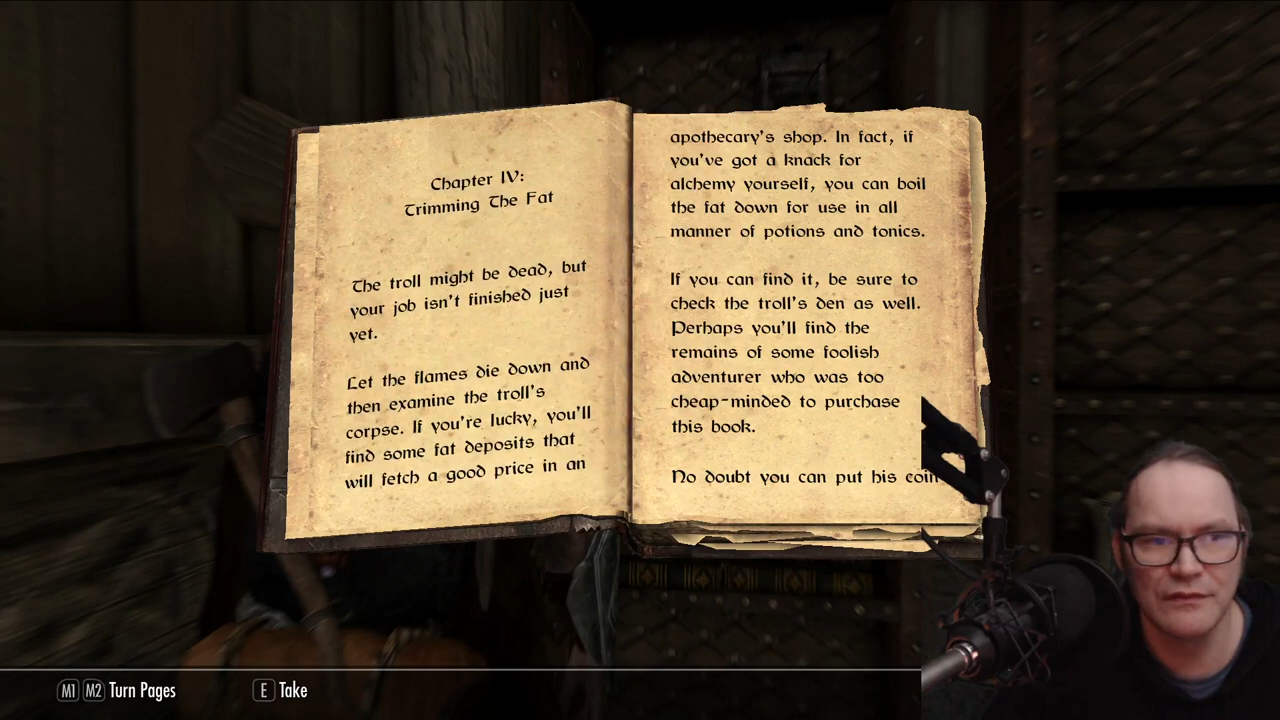 Chapter IV:
Trimming The Fat
The troll might be dead, but
your job isn't finished just
yet.
Let the flames die down and
then examine the troll's
corpse. If you're lucky, you'll
find some fat deposits that
will fetch a good price in an
apothecary's shop. In fact, if
you've got a knack for
alchemy yourself, you can boil
the fat down for use in all
manner of potions and tonics.
If you can find it, be sure to
check the troll's den as well.
Perhaps you'll find the
remains of some foolish
adventurer who was too
cheap-minded to purchase
this book.
No doubt you can put his coin
M1 M2 Turn Pages
E Take